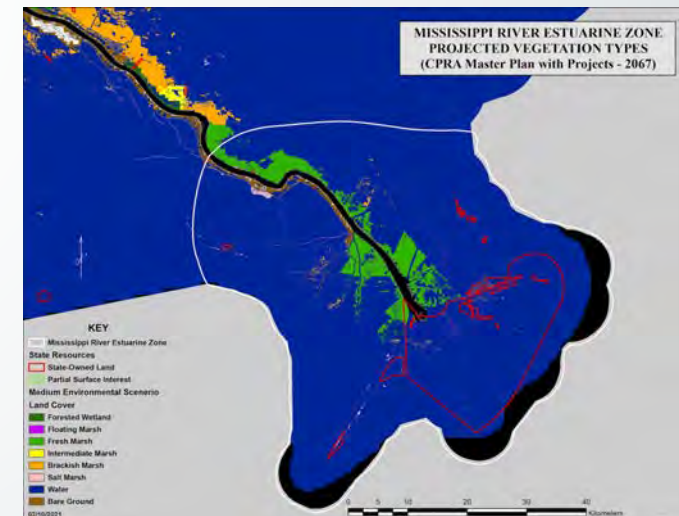 MISSISSIPPI RIVER ESTUARINE ZONE
PROJECTED VEGETATION TYPES
(CPRA Master Plan with Projects - 2067)
KEY
Mississippi River Estuarine Zone
State Resources
State-Owned Land
Partial Surface Interest
Medium Environmental Scenerio
Land Cover
Forested Wetland
Floating Marsh
Fresh Marsh
Intermediate Marsh
Brackish Marsh
Salt Marsh
Water
Bare Ground
0 5 10 20 30 40
Kilometers